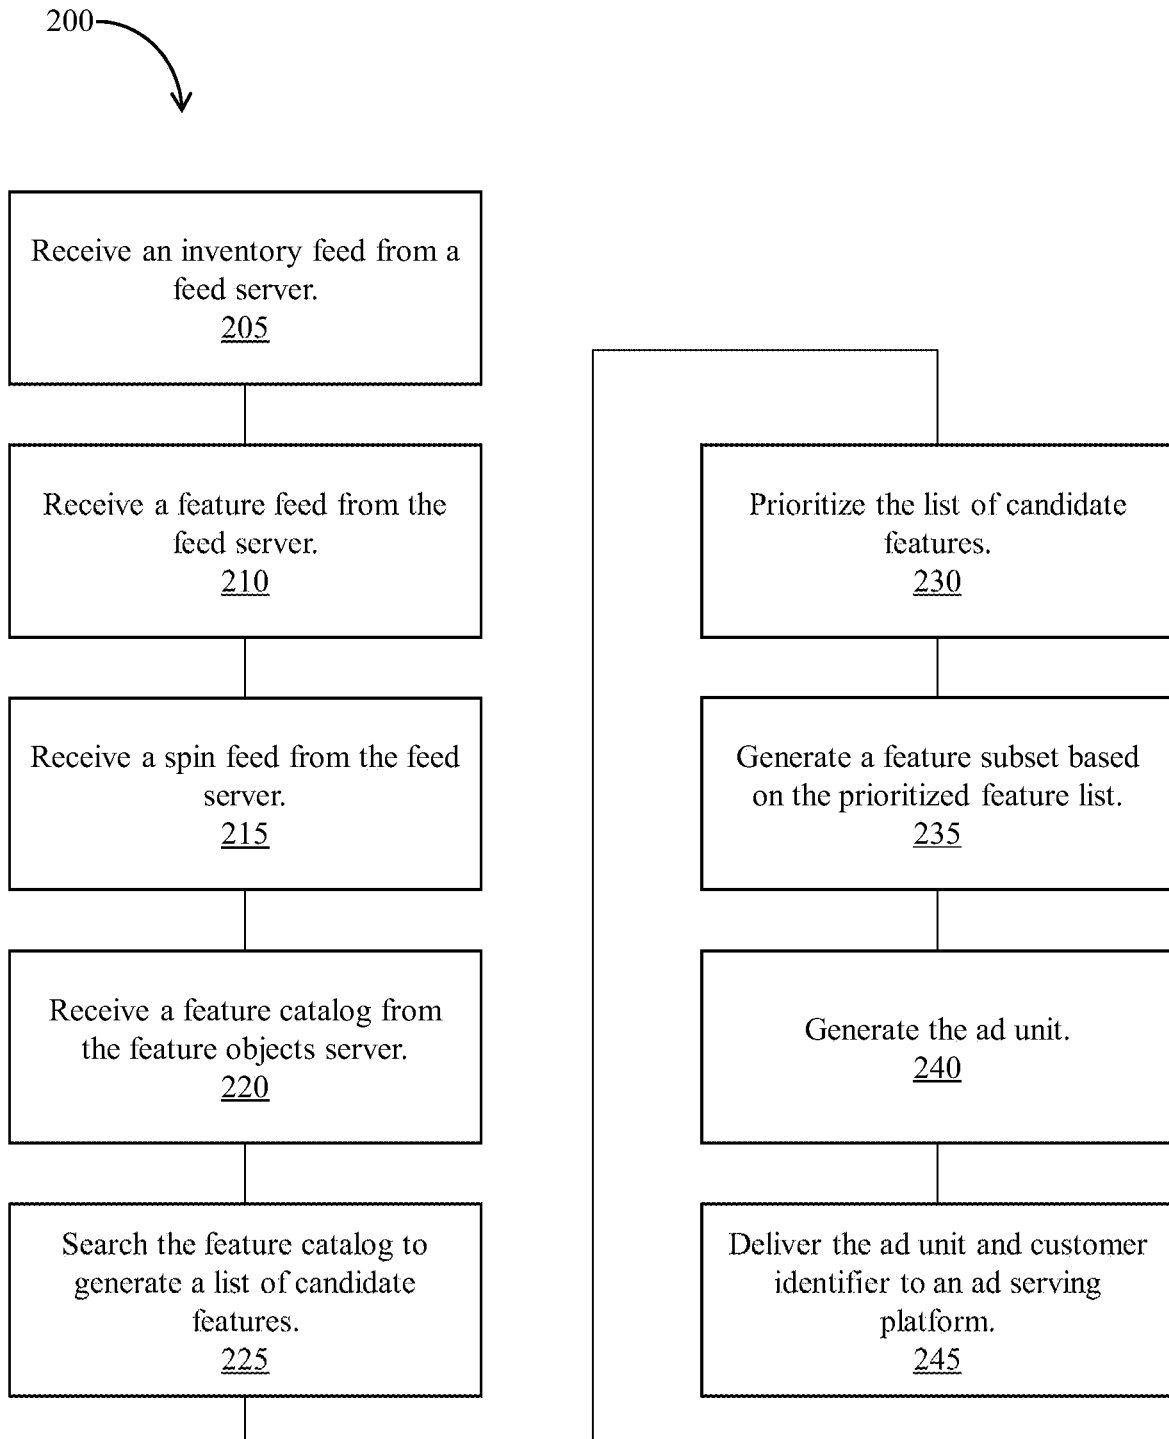 200
Receive an inventory feed from a
feed server.
205
Receive a feature feed from the
feed server.
210
Receive a spin feed from the feed
server.
215
Receive a feature catalog from
the feature objects server.
220
Search the feature catalog to
generate a list of candidate
features.
225
Prioritize the list of candidate
features.
230
Generate a feature subset based
on the prioritized feature list.
235
Generate the ad unit.
240
Deliver the ad unit and customer
identifier to an ad serving
platform.
245